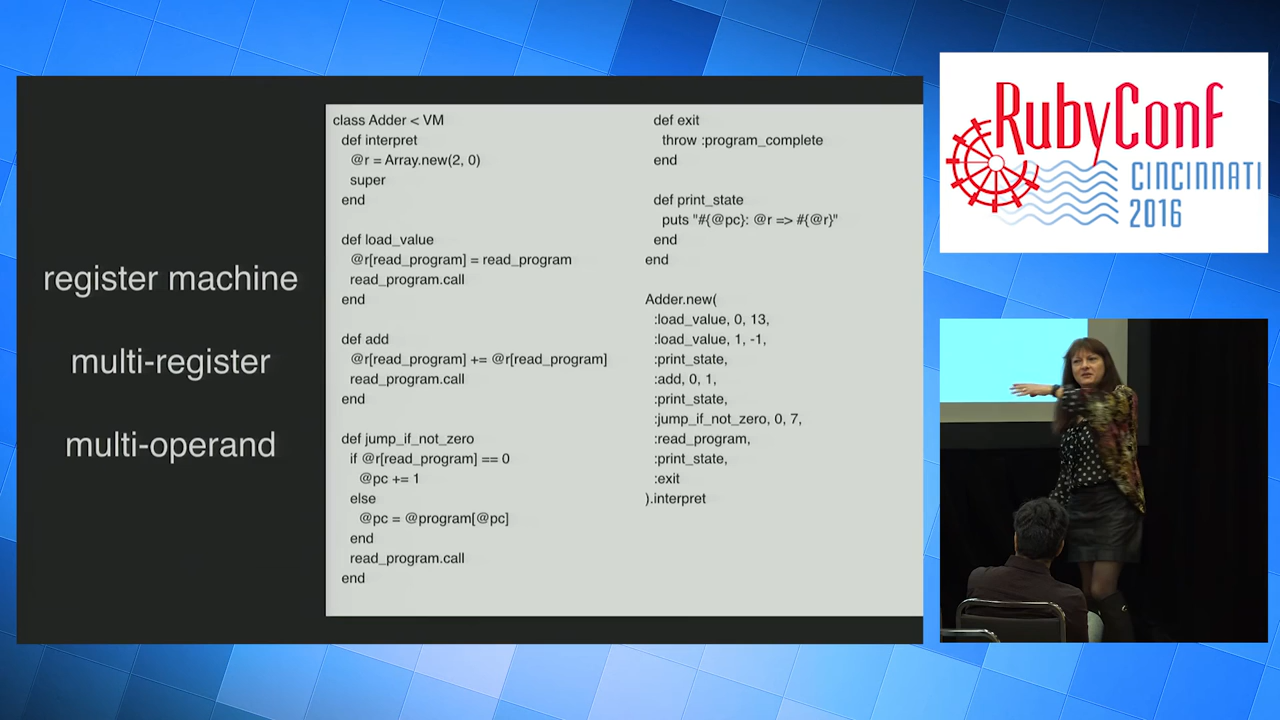 register machine
multi-register
multi-operand
class Adder < VM
def interpret
@r = Array.new(2, 0)
super
end
def load_value
@r[read_program] = read_program
read_program.call
end
def add
@r[read_program] += @r[read_program]
read_program.call
end
def jump_if_not_zero
if @r[read_program] == 0
@pc += 1
else
@pc = @program[@pc]
end
read_program.call
end
def exit
throw :program_complete
end
def print_state
puts "#{@pc}: @r => #{@r}"
end
end
Adder.new(
:load_value, 0, 13,
:load_value, 1, -1,
:print_state,
:add, 0, 1,
:print_state,
:jump_if_not_zero, 0, 7,
:read_program,
:print_state,
:exit
).interpret
RubyConf
CINCINNATI
2016